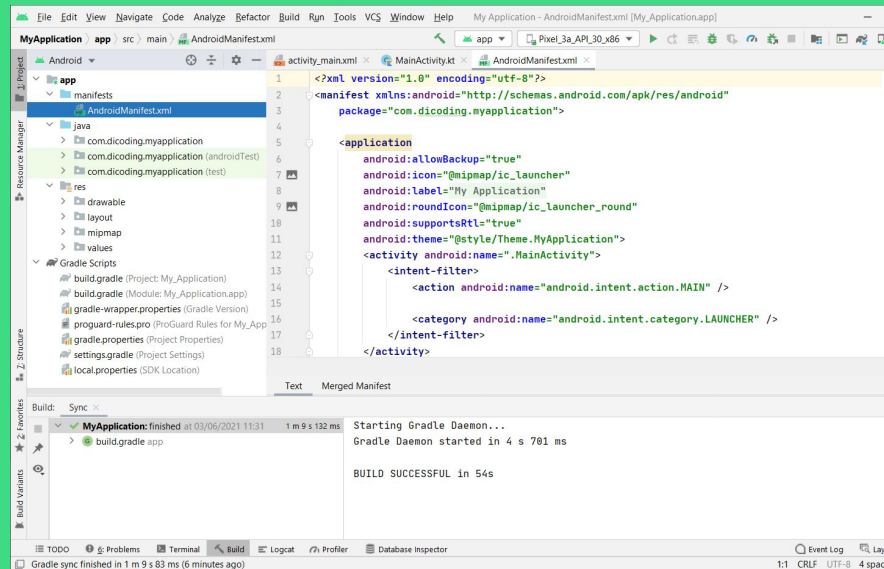 File Edit View Navigate Code Analyze Refactor Build Run Tools VCS Window Help My Application - AndroidManifest.xml [My_Application.app]
MyApplication app src main AndroidManifest.xml
app Pixel_3a_API_30_x86
1: Project
Resource Manager
Z: Structure
2: Favorites
Build Variants
Android
app
manifests
AndroidManifest.xml
java
com.dicoding.myapplication
com.dicoding.myapplication (androidTest)
com.dicoding.myapplication (test)
res
drawable
layout
mipmap
values
Gradle Scripts
build.gradle (Project: My_Application)
build.gradle (Module: My_Application.app)
gradle-wrapper.properties (Gradle Version)
proguard-rules.pro (ProGuard Rules for My_App
gradle.properties (Project Properties)
settings.gradle (Project Settings)
local.properties (SDK Location)
activity_main.xml MainActivity.kt AndroidManifest.xml
1 <?xml version="1.0" encoding="utf-8"?>
2 <manifest xmlns:android="http://schemas.android.com/apk/res/android"
3 package="com.dicoding.myapplication">
4
5 <application
6 android:allowBackup="true"
7 android:icon="@mipmap/ic_launcher"
8 android:label="My Application"
9 android:roundIcon="@mipmap/ic_launcher_round"
10 android:supportsRtl="true"
11 android:theme="@style/Theme.MyApplication">
12 <activity android:name=".MainActivity">
13 <intent-filter>
14 <action android:name="android.intent.action.MAIN" />
15
16 <category android:name="android.intent.category.LAUNCHER" />
17 </intent-filter>
18 </activity>
Text Merged Manifest
Build: Sync
MyApplication: finished at 03/06/2021 11:31 1 m 9 s 132 ms
build.gradle app
Starting Gradle Daemon...
Gradle Daemon started in 4 s 701 ms
BUILD SUCCESSFUL in 54s
TODO 6: Problems Terminal Build Logcat Profiler Database Inspector Event Log Lay
Gradle sync finished in 1 m 9 s 83 ms (6 minutes ago) 1:1 CRLF UTF-8 4 spac